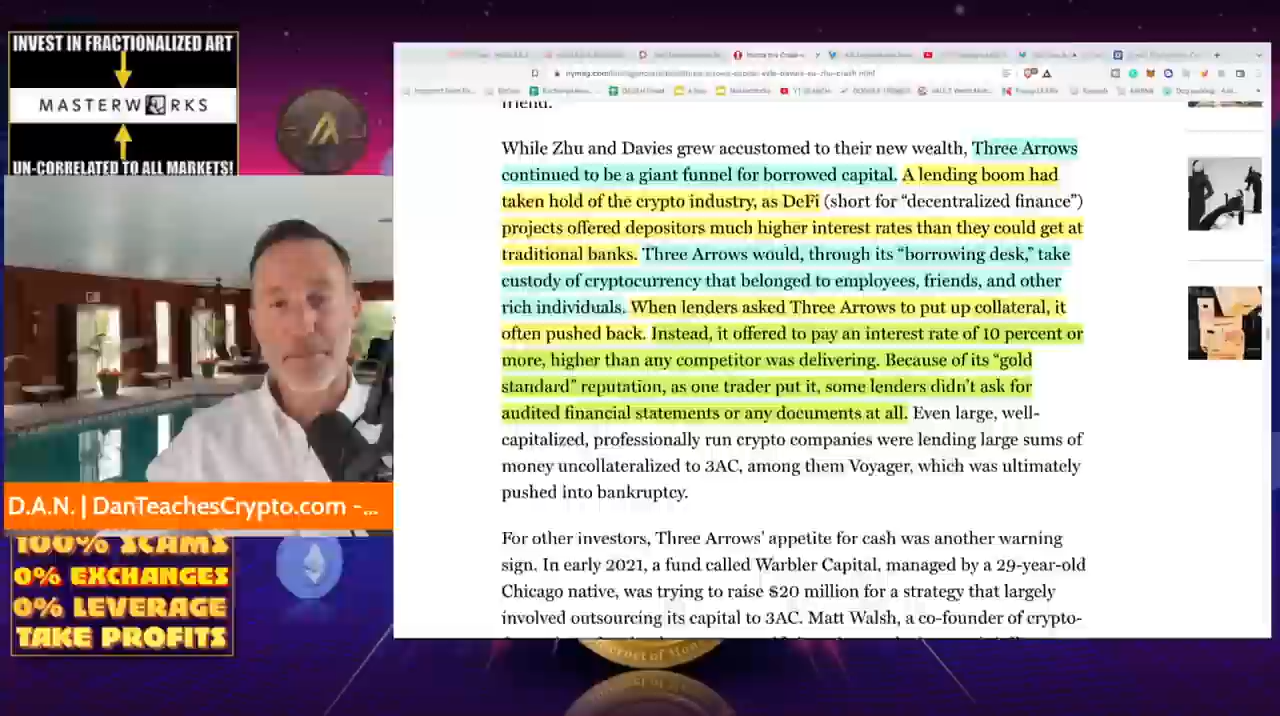 INVEST IN FRACTIONALIZED ART
MASTERWORKS
UN-CORRELATED TO ALL MARKETS!
D.A.N. | DanTeachesCrypto.com -...
100% SCAMS
0% EXCHANGES
0% LEVERAGE
TAKE PROFITS
friend.
While Zhu and Davies grew accustomed to their new wealth, Three Arrows
continued to be a giant funnel for borrowed capital. A lending boom had
taken hold of the crypto industry, as DeFi (short for “decentralized finance”)
projects offered depositors much higher interest rates than they could get at
traditional banks. Three Arrows would, through its “borrowing desk,” take
custody of cryptocurrency that belonged to employees, friends, and other
rich individuals. When lenders asked Three Arrows to put up collateral, it
often pushed back. Instead, it offered to pay an interest rate of 10 percent or
more, higher than any competitor was delivering. Because of its “gold
standard” reputation, as one trader put it, some lenders didn’t ask for
audited financial statements or any documents at all. Even large, well-
capitalized, professionally run crypto companies were lending large sums of
money uncollateralized to 3AC, among them Voyager, which was ultimately
pushed into bankruptcy.
For other investors, Three Arrows’ appetite for cash was another warning
sign. In early 2021, a fund called Warbler Capital, managed by a 29-year-old
Chicago native, was trying to raise $20 million for a strategy that largely
involved outsourcing its capital to 3AC. Matt Walsh, a co-founder of crypto-